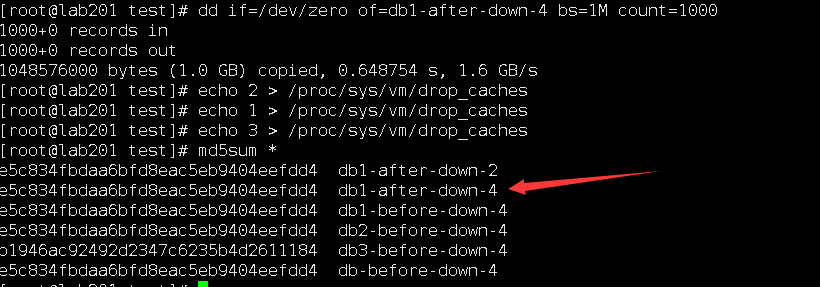 [root@lab201 test]# dd if=/dev/zero of=db1-after-down-4 bs=1M count=1000
1000+0 records in
1000+0 records out
1048576000 bytes (1.0 GB) copied, 0.648754 s, 1.6 GB/s
[root@lab201 test]# echo 2 > /proc/sys/vm/drop_caches
[root@lab201 test]# echo 1 > /proc/sys/vm/drop_caches
[root@lab201 test]# echo 3 > /proc/sys/vm/drop_caches
[root@lab201 test]# md5sum *
e5c834fbdaa6bfd8eac5eb9404eefdd4  db1-after-down-2
e5c834fbdaa6bfd8eac5eb9404eefdd4  db1-after-down-4
e5c834fbdaa6bfd8eac5eb9404eefdd4  db1-before-down-4
e5c834fbdaa6bfd8eac5eb9404eefdd4  db2-before-down-4
b1946ac92492d2347c6235b4d2611184  db3-before-down-4
e5c834fbdaa6bfd8eac5eb9404eefdd4  db-before-down-4
[root@lab201 test]#